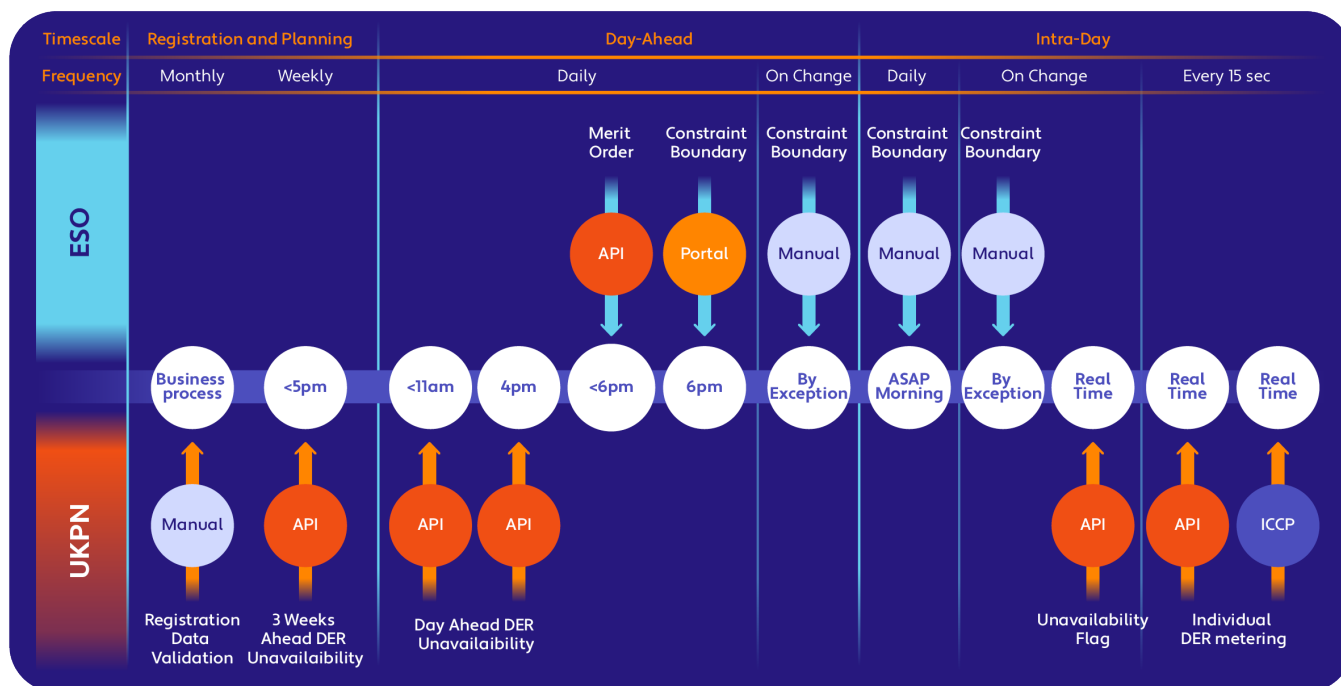 Timescale
Registration and Planning
Day-Ahead
Intra-Day
Frequency
Monthly
Weekly
Daily
On Change
Daily
On Change
Every 15 sec
ESO
Merit
Order
Constraint
Boundary
Constraint
Boundary
Constraint
Boundary
Constraint
Boundary
API
Portal
Manual
Manual
Manual
Business
process
<5pm
<11am
4pm
<6pm
6pm
By
Exception
ASAP
Morning
By
Exception
Real
Time
Real
Time
Real
Time
UKPN
Manual
API
API
API
API
API
ICCP
Registration
Data
Validation
3 Weeks
Ahead DER
Unavailaibility
Day Ahead DER
Unavailaibility
Unavailability
Flag
Individual
DER metering